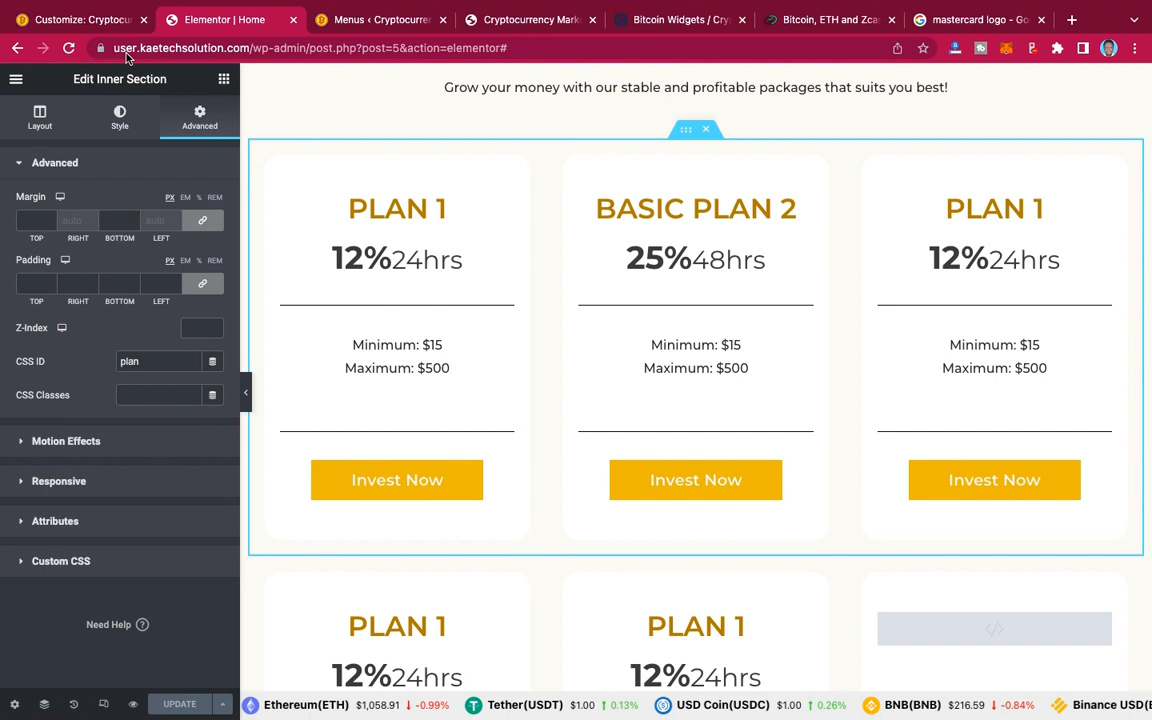 Customize: Cryptocur
Elementor | Home
Menus ‹ Cryptocurre
Cryptocurrency Mark
Bitcoin Widgets / Cry
Bitcoin, ETH and Zcas
mastercard logo - Go
user.kaetechsolution.com/wp-admin/post.php?post=5&action=elementor#
Edit Inner Section
Layout
Style
Advanced
Advanced
Margin
PX EM % REM
auto auto
TOP RIGHT BOTTOM LEFT
Padding
PX EM % REM
TOP RIGHT BOTTOM LEFT
Z-Index
CSS ID
plan
CSS Classes
Motion Effects
Responsive
Attributes
Custom CSS
Need Help ?
UPDATE
Grow your money with our stable and profitable packages that suits you best!
PLAN 1
12%24hrs
Minimum: $15
Maximum: $500
Invest Now
BASIC PLAN 2
25%48hrs
Minimum: $15
Maximum: $500
Invest Now
PLAN 1
12%24hrs
Minimum: $15
Maximum: $500
Invest Now
PLAN 1
12%24hrs
PLAN 1
12%24hrs
Ethereum(ETH) $1,058.91 ↓ -0.99% Tether(USDT) $1.00 ↑ 0.13% USD Coin(USDC) $1.00 ↑ 0.26% BNB(BNB) $216.59 ↓ -0.84% Binance USD(B